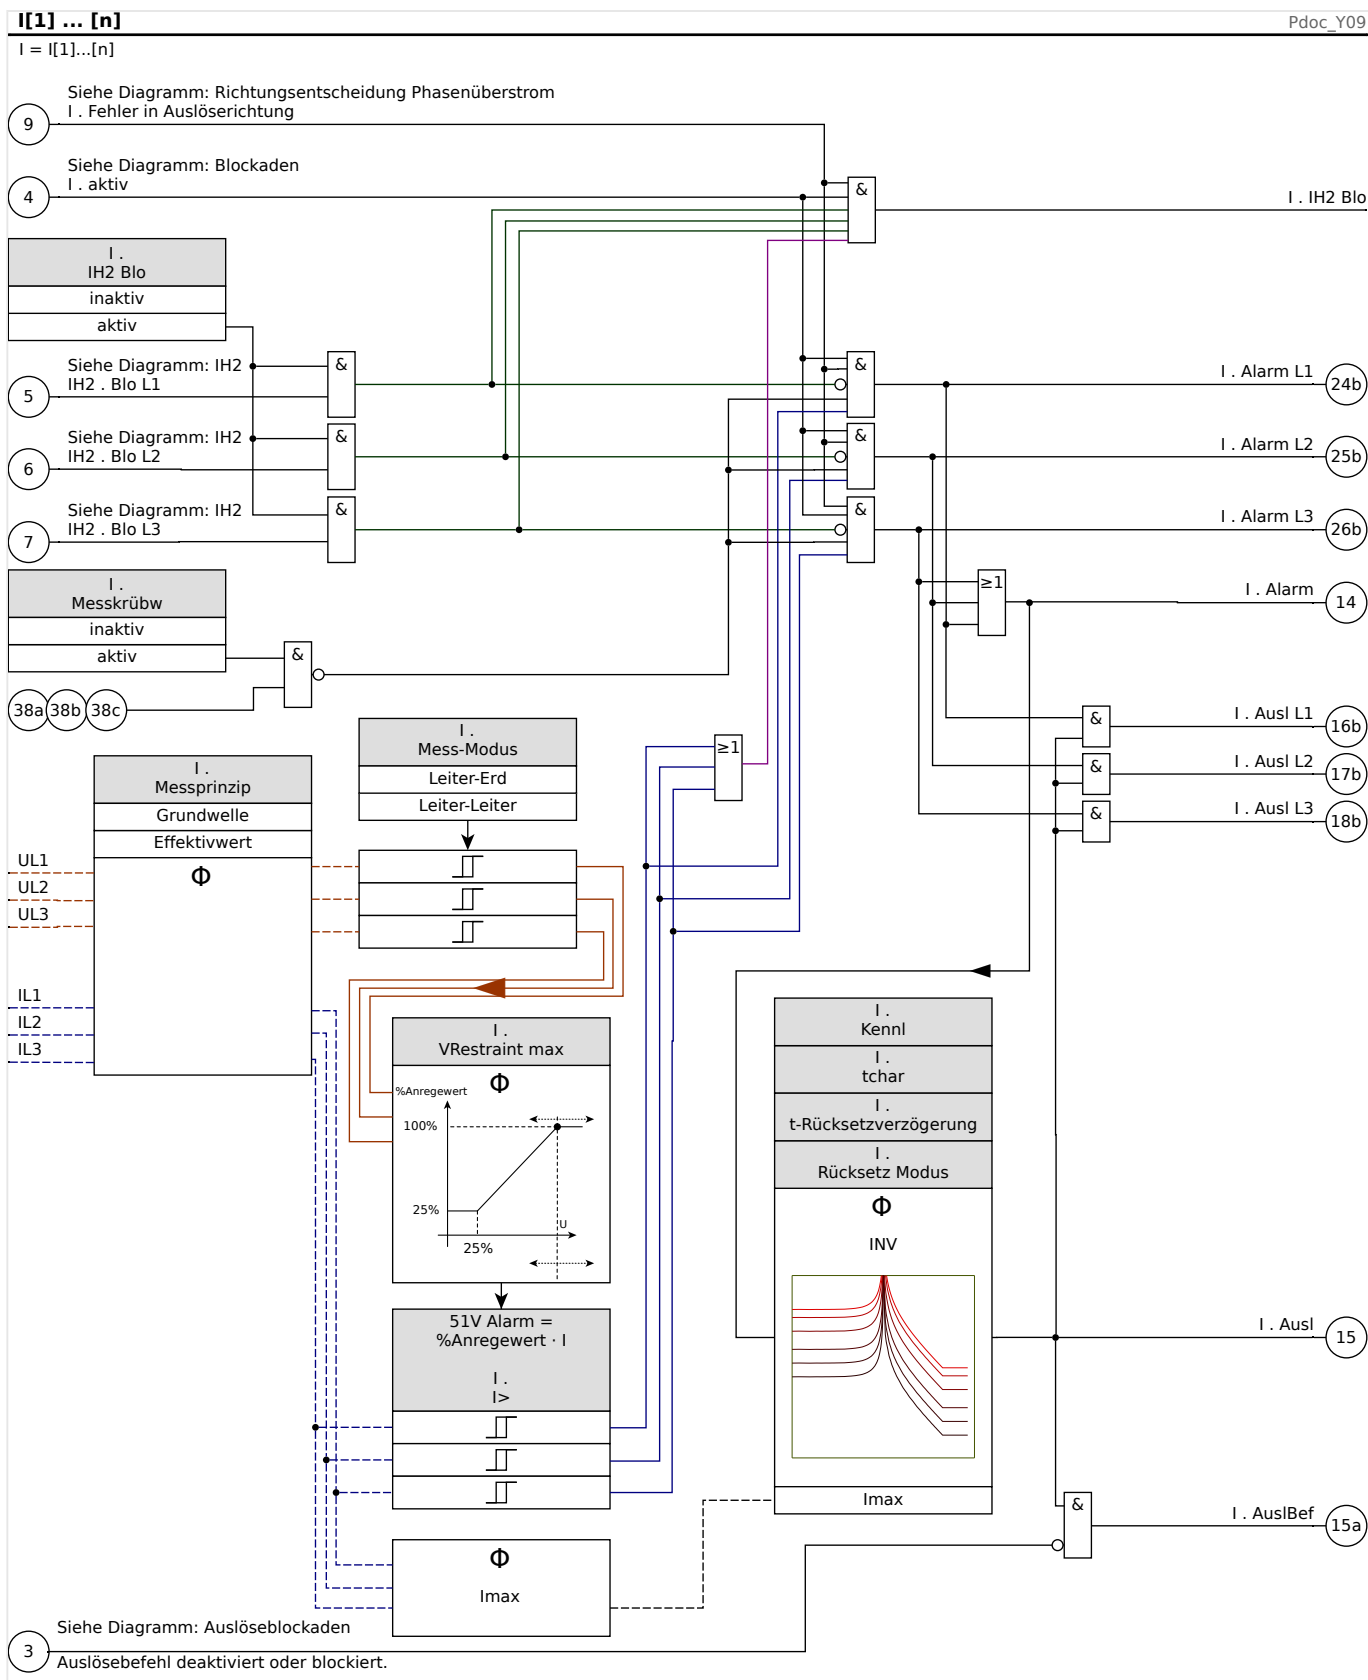 I[1] ... [n]
Pdoc_Y09
I = I[1]...[n]
Siehe Diagramm: Richtungsentscheidung Phasenüberstrom
9
I . Fehler in Auslöserichtung
Siehe Diagramm: Blockaden
4
I . aktiv
&
I . IH2 Blo
I .
IH2 Blo
inaktiv
aktiv
Siehe Diagramm: IH2
5
IH2 . Blo L1
&
&
I . Alarm L1
24b
Siehe Diagramm: IH2
6
IH2 . Blo L2
&
&
I . Alarm L2
25b
Siehe Diagramm: IH2
7
IH2 . Blo L3
&
&
I . Alarm L3
26b
I .
Messkrübw
inaktiv
aktiv
≥1
I . Alarm
14
&
38a
38b
38c
&
I . Ausl L1
16b
&
I . Ausl L2
17b
&
I . Ausl L3
18b
I .
Mess-Modus
Leiter-Erd
Leiter-Leiter
≥1
I .
Messprinzip
Grundwelle
Effektivwert
Φ
UL1
UL2
UL3
IL1
IL2
IL3
I .
VRestraint max
Φ
%Anregewert
100%
25%
U
25%
I .
Kennl
I .
tchar
I .
t-Rücksetzverzögerung
I .
Rücksetz Modus
Φ
INV
Imax
51V Alarm =
%Anregewert · I
I .
I>
I . Ausl
15
Φ
Imax
&
I . AuslBef
15a
Siehe Diagramm: Auslöseblockaden
3
Auslösebefehl deaktiviert oder blockiert.